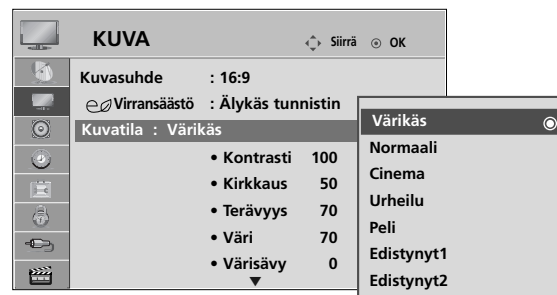 KUVA Siirrä OK
Kuvasuhde : 16:9
Virransäästö : Älykäs tunnistin
Kuvatila : Värikäs
• Kontrasti 100
• Kirkkaus 50
• Terävyys 70
• Väri 70
• Värisävy 0
Värikäs
Normaali
Cinema
Urheilu
Peli
Edistynyt1
Edistynyt2